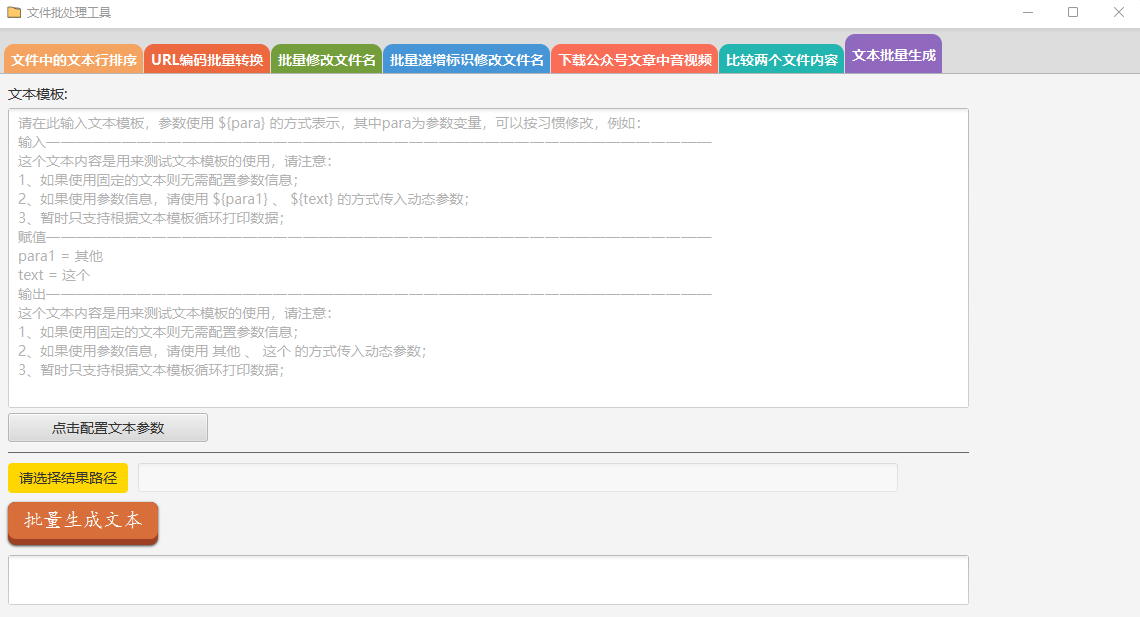 文件批处理工具
文件中的文本行排序 URL编码批量转换 批量修改文件名 批量递增标识修改文件名 下载公众号文章中音视频 比较两个文件内容 文本批量生成
文本模板:
请在此输入文本模板，参数使用 ${para} 的方式表示，其中para为参数变量，可以按习惯修改，例如：
输入————————————————————————————————————————————————
这个文本内容是用来测试文本模板的使用，请注意：
1、如果使用固定的文本则无需配置参数信息；
2、如果使用参数信息，请使用 ${para1} 、 ${text} 的方式传入动态参数；
3、暂时只支持根据文本模板循环打印数据；
赋值————————————————————————————————————————————————
para1 = 其他
text = 这个
输出————————————————————————————————————————————————
这个文本内容是用来测试文本模板的使用，请注意：
1、如果使用固定的文本则无需配置参数信息；
2、如果使用参数信息，请使用 其他 、 这个 的方式传入动态参数；
3、暂时只支持根据文本模板循环打印数据；
点击配置文本参数
请选择结果路径
批量生成文本